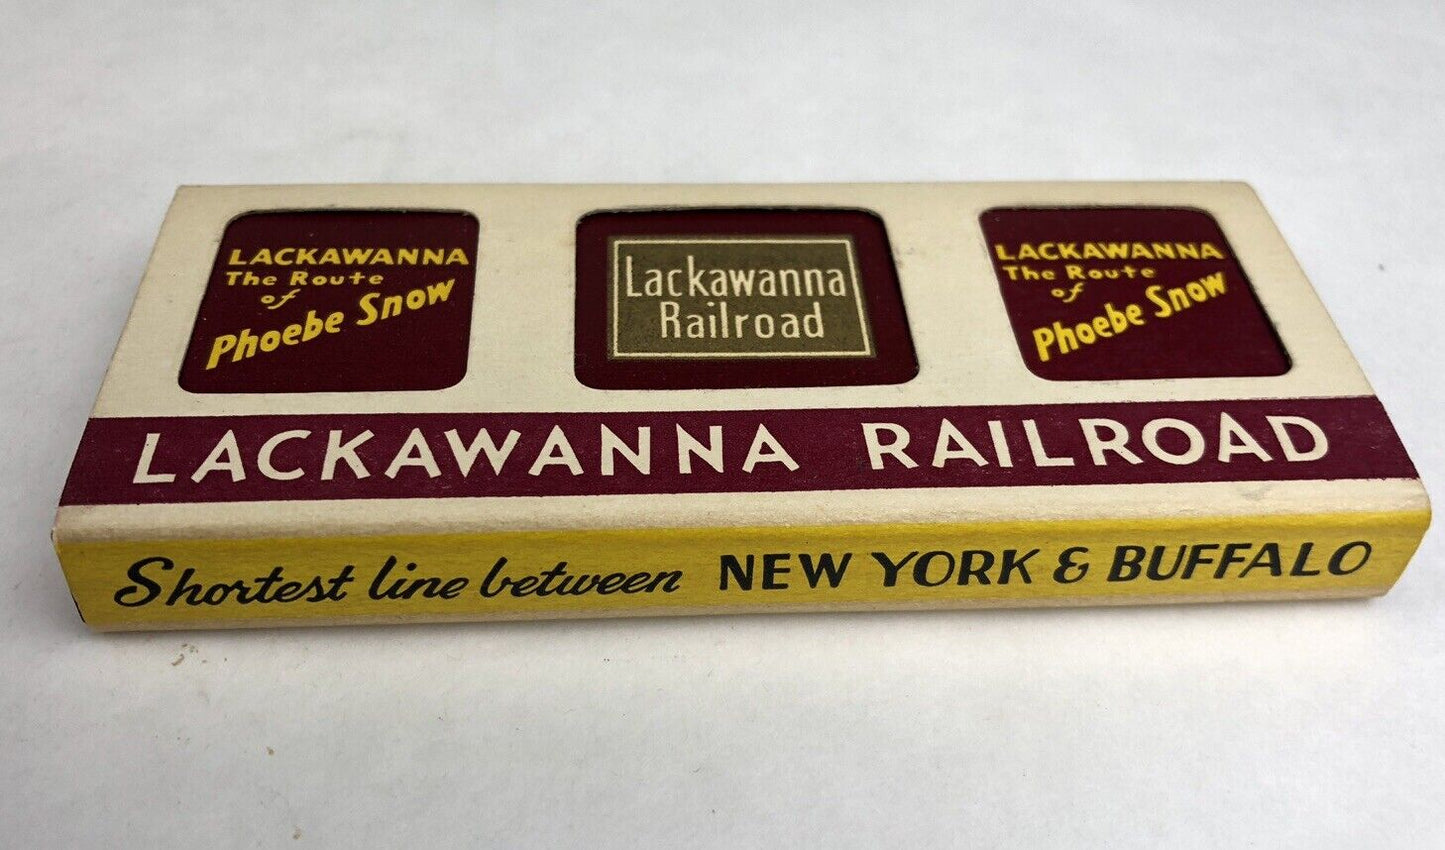 LACKAWANNA
The Route
of
Phoebe Snow
Lackawanna
Railroad
LACKAWANNA
The Route
of
Phoebe Snow
LACKAWANNA RAILROAD
Shortest line between NEW YORK & BUFFALO